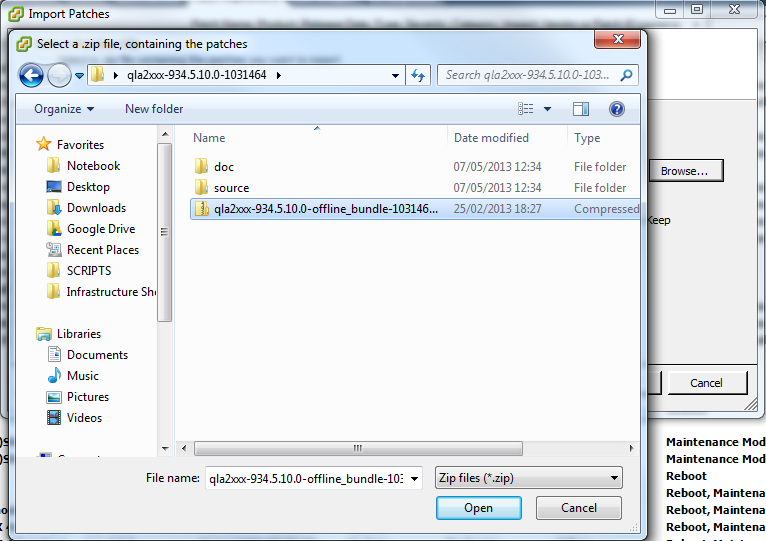 Import Patches
Select a .zip file, containing the patches
qla2xxx-934.5.10.0-1031464
Search qla2xxx-934.5.10.0-103...
Organize
New folder
Name
Date modified
Type
Favorites
Notebook
Desktop
Downloads
Google Drive
Recent Places
SCRIPTS
Infrastructure Sh
Libraries
Documents
Music
Pictures
Videos
doc 07/05/2013 12:34 File folder
source 07/05/2013 12:34 File folder
qla2xxx-934.5.10.0-offline_bundle-103146... 25/02/2013 18:27 Compressed
Browse...
Keep
Cancel
File name: qla2xxx-934.5.10.0-offline_bundle-103
Zip files (*.zip)
Open
Cancel
Maintenance Mod
Maintenance Mod
Reboot
Reboot, Maintena
Reboot, Maintena
Reboot, Maintena